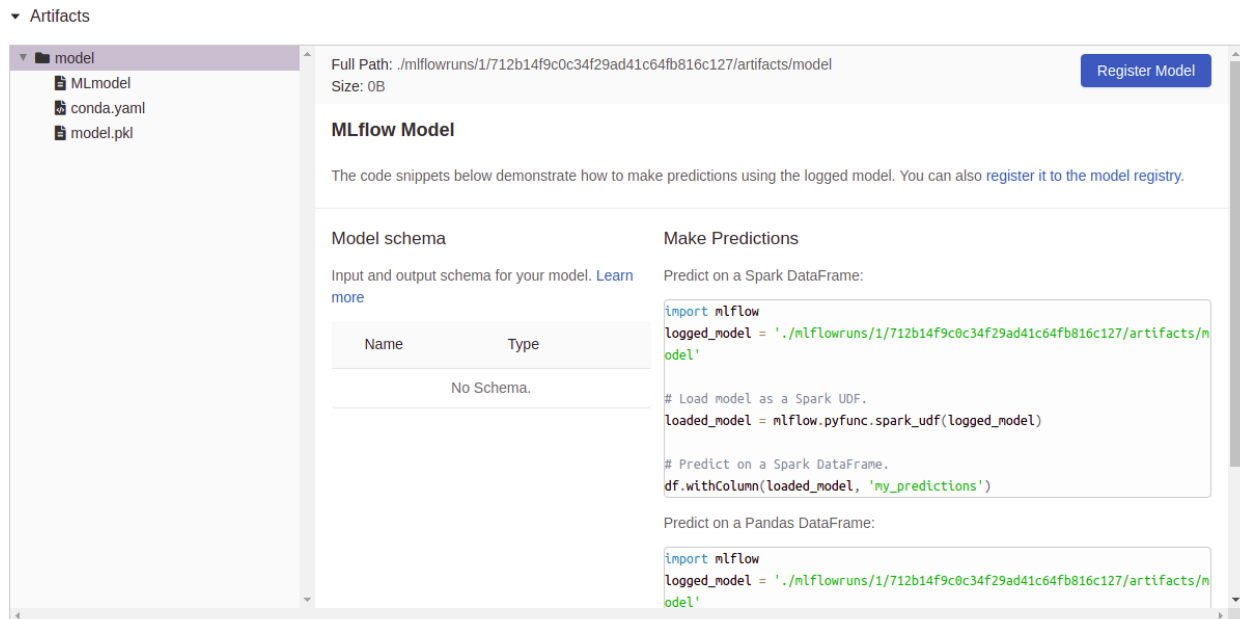 Artifacts
model
MLmodel
conda.yaml
model.pkl
Full Path: ./mlflowruns/1/712b14f9c0c34f29ad41c64fb816c127/artifacts/model
Size: 0B
Register Model
MLflow Model
The code snippets below demonstrate how to make predictions using the logged model. You can also register it to the model registry.
Model schema
Input and output schema for your model. Learn
more
Name Type
No Schema.
Make Predictions
Predict on a Spark DataFrame:
import mlflow
logged_model = './mlflowruns/1/712b14f9c0c34f29ad41c64fb816c127/artifacts/m
odel'
# Load model as a Spark UDF.
loaded_model = mlflow.pyfunc.spark_udf(logged_model)
# Predict on a Spark DataFrame.
df.withColumn(loaded_model, 'my_predictions')
Predict on a Pandas DataFrame:
import mlflow
logged_model = './mlflowruns/1/712b14f9c0c34f29ad41c64fb816c127/artifacts/m
odel'